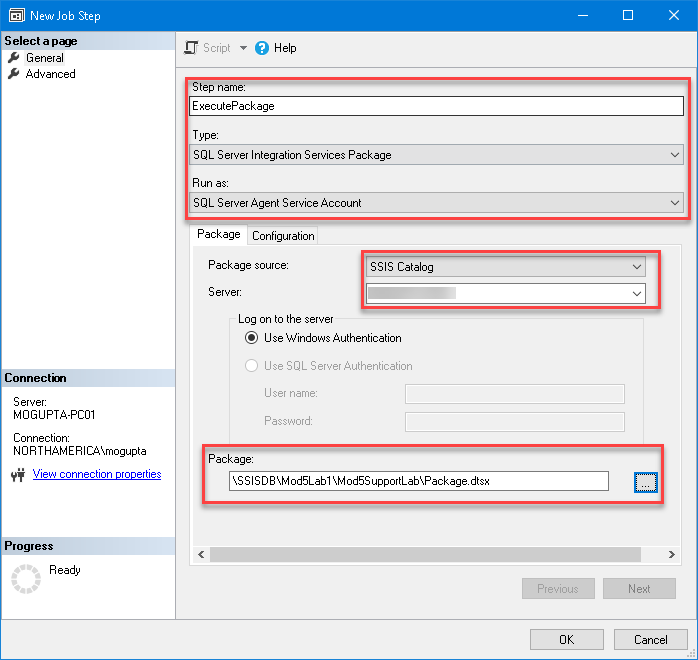 New Job Step
Select a page
General
Advanced
Script
Help
Step name:
ExecutePackage
Type:
SQL Server Integration Services Package
Run as:
SQL Server Agent Service Account
Package
Configuration
Package source:
SSIS Catalog
Server:
Log on to the server
Use Windows Authentication
Use SQL Server Authentication
User name:
Password:
Package:
\SSISDB\Mod5Lab1\Mod5SupportLab\Package.dtsx
...
Connection
Server:
MOGUPTA-PC01
Connection:
NORTHAMERICA\mogupta
View connection properties
Progress
Ready
Previous
Next
OK
Cancel